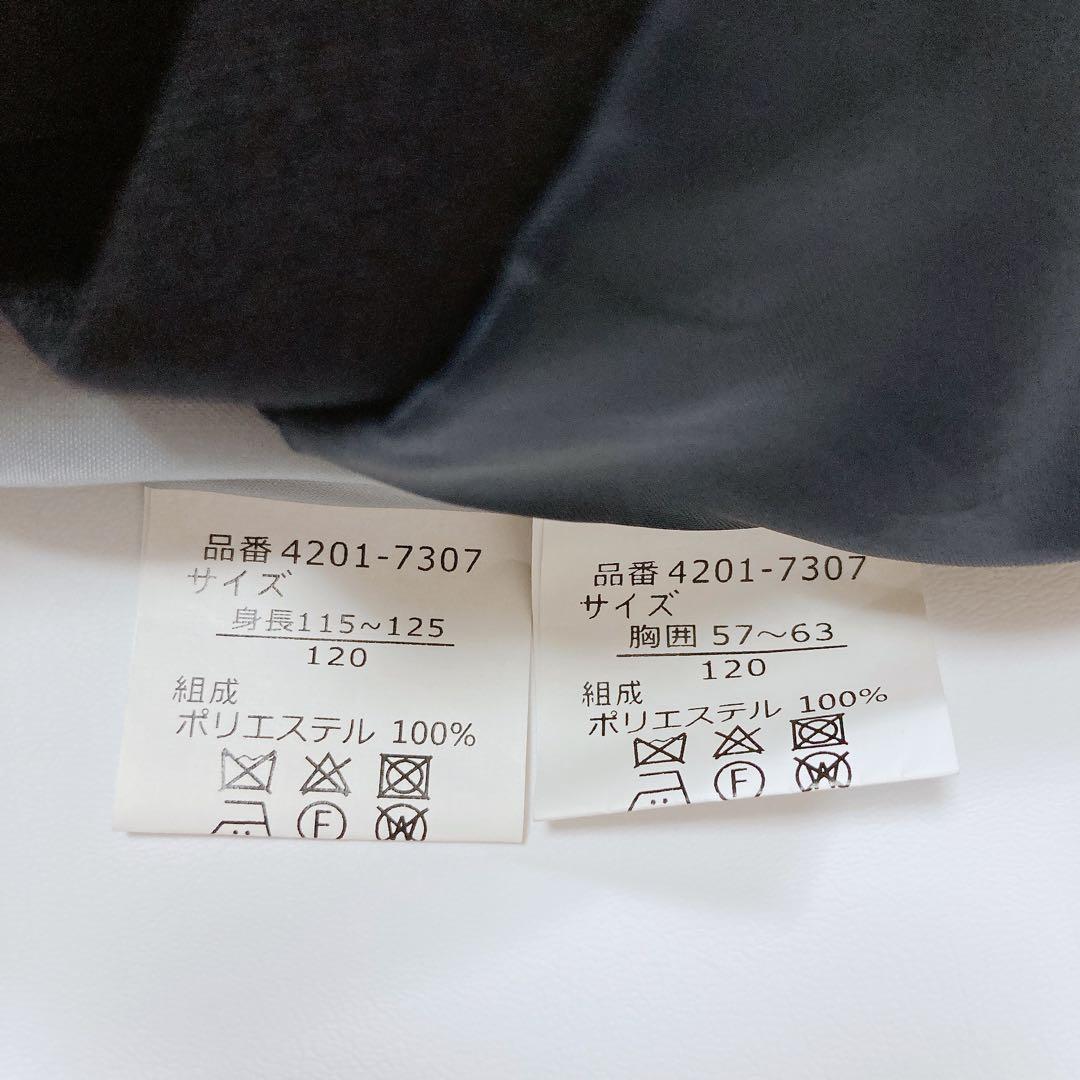 品番 4201-7307
サイズ
身長115~125
120
組成
ポリエステル 100%
F
W
品番 4201-7307
サイズ
胸囲 57~63
120
組成
ポリエステル 100%
F
W